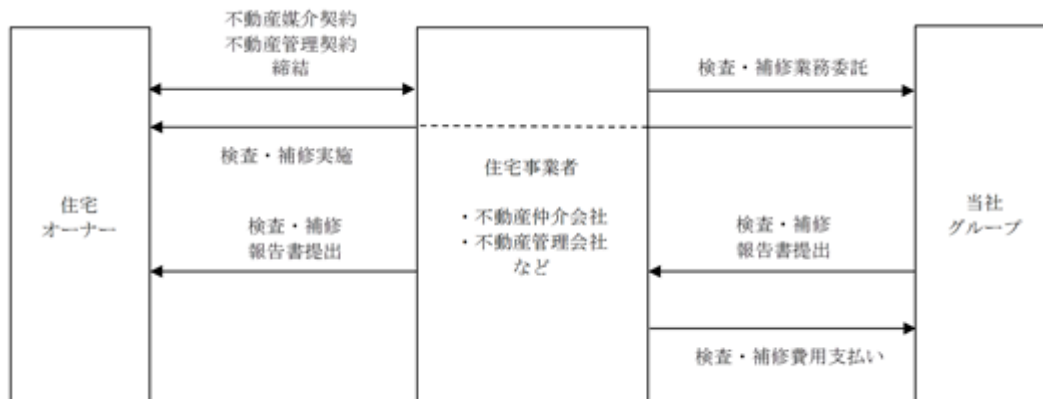 不動産媒介契約
不動産管理契約
締結
検査・補修業務委託
検査・補修実施
住宅事業者
・不動産仲介会社
・不動産管理会社
など
住宅
オーナー
検査・補修
報告書提出
検査・補修
報告書提出
当社
グループ
検査・補修費用支払い